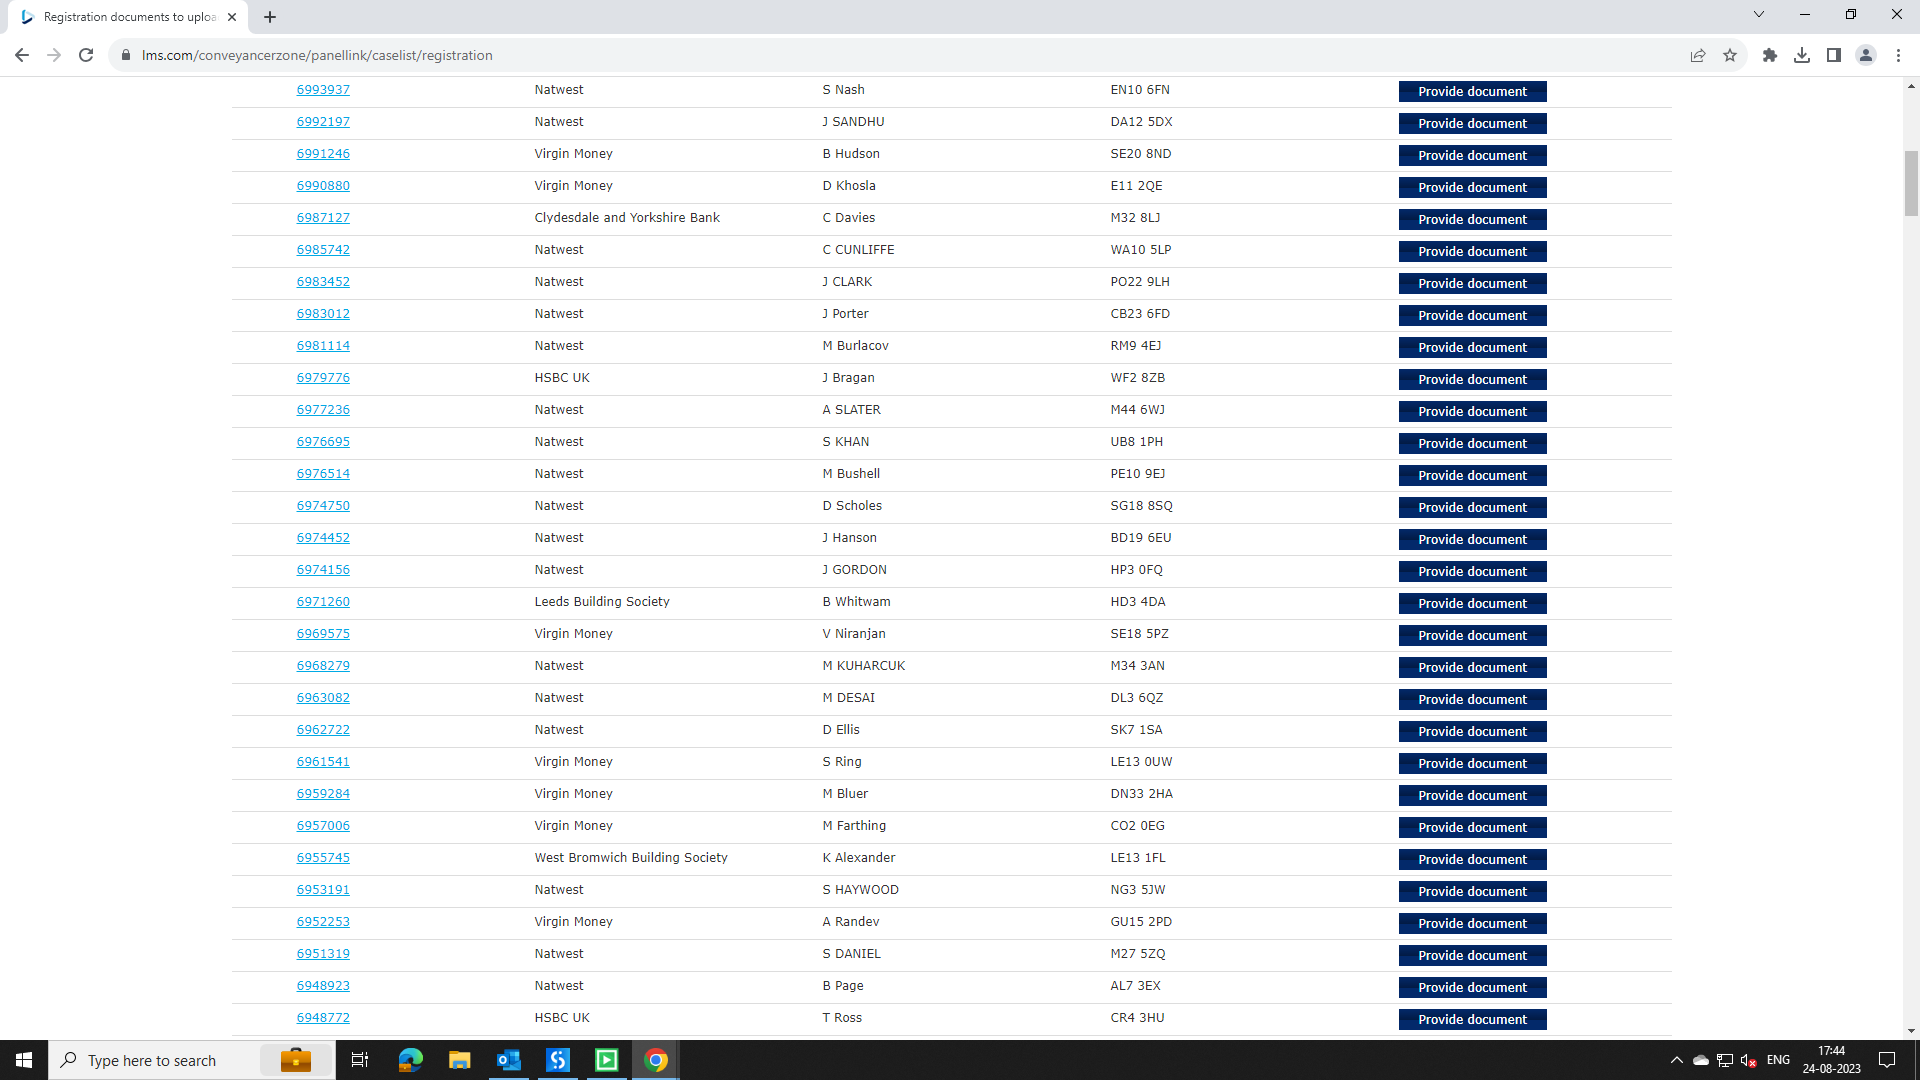 Registration documents to uploa
lms.com/conveyancerzone/panellink/caselist/registration
6993937 Natwest S Nash EN10 6FN Provide document
6992197 Natwest J SANDHU DA12 5DX Provide document
6991246 Virgin Money B Hudson SE20 8ND Provide document
6990880 Virgin Money D Khosla E11 2QE Provide document
6987127 Clydesdale and Yorkshire Bank C Davies M32 8LJ Provide document
6985742 Natwest C CUNLIFFE WA10 5LP Provide document
6983452 Natwest J CLARK PO22 9LH Provide document
6983012 Natwest J Porter CB23 6FD Provide document
6981114 Natwest M Burlacov RM9 4EJ Provide document
6979776 HSBC UK J Bragan WF2 8ZB Provide document
6977236 Natwest A SLATER M44 6WJ Provide document
6976695 Natwest S KHAN UB8 1PH Provide document
6976514 Natwest M Bushell PE10 9EJ Provide document
6974750 Natwest D Scholes SG18 8SQ Provide document
6974452 Natwest J Hanson BD19 6EU Provide document
6974156 Natwest J GORDON HP3 0FQ Provide document
6971260 Leeds Building Society B Whitwam HD3 4DA Provide document
6969575 Virgin Money V Niranjan SE18 5PZ Provide document
6968279 Natwest M KUHARCUK M34 3AN Provide document
6963082 Natwest M DESAI DL3 6QZ Provide document
6962722 Natwest D Ellis SK7 1SA Provide document
6961541 Virgin Money S Ring LE13 0UW Provide document
6959284 Virgin Money M Bluer DN33 2HA Provide document
6957006 Virgin Money M Farthing CO2 0EG Provide document
6955745 West Bromwich Building Society K Alexander LE13 1FL Provide document
6953191 Natwest S HAYWOOD NG3 5JW Provide document
6952253 Virgin Money A Randev GU15 2PD Provide document
6951319 Natwest S DANIEL M27 5ZQ Provide document
6948923 Natwest B Page AL7 3EX Provide document
6948772 HSBC UK T Ross CR4 3HU Provide document
Type here to search
ENG
17:44
24-08-2023